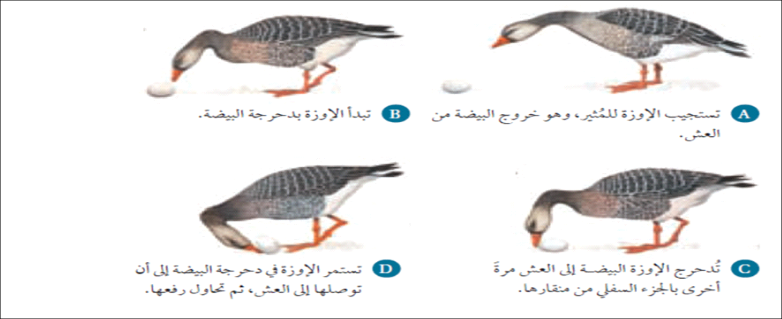 A تستجيب الإوزة للمُثير، وهو خروج البيضة من
العش.
B تبدأ الإوزة بدحرجة البيضة.
C تُدحرج الإوزة البيضة إلى العش مرةً
أخرى بالجزء السفلي من منقارها.
D تستمر الإوزة في دحرجة البيضة إلى أن
توصلها إلى العش، ثم تحاول رفعها.